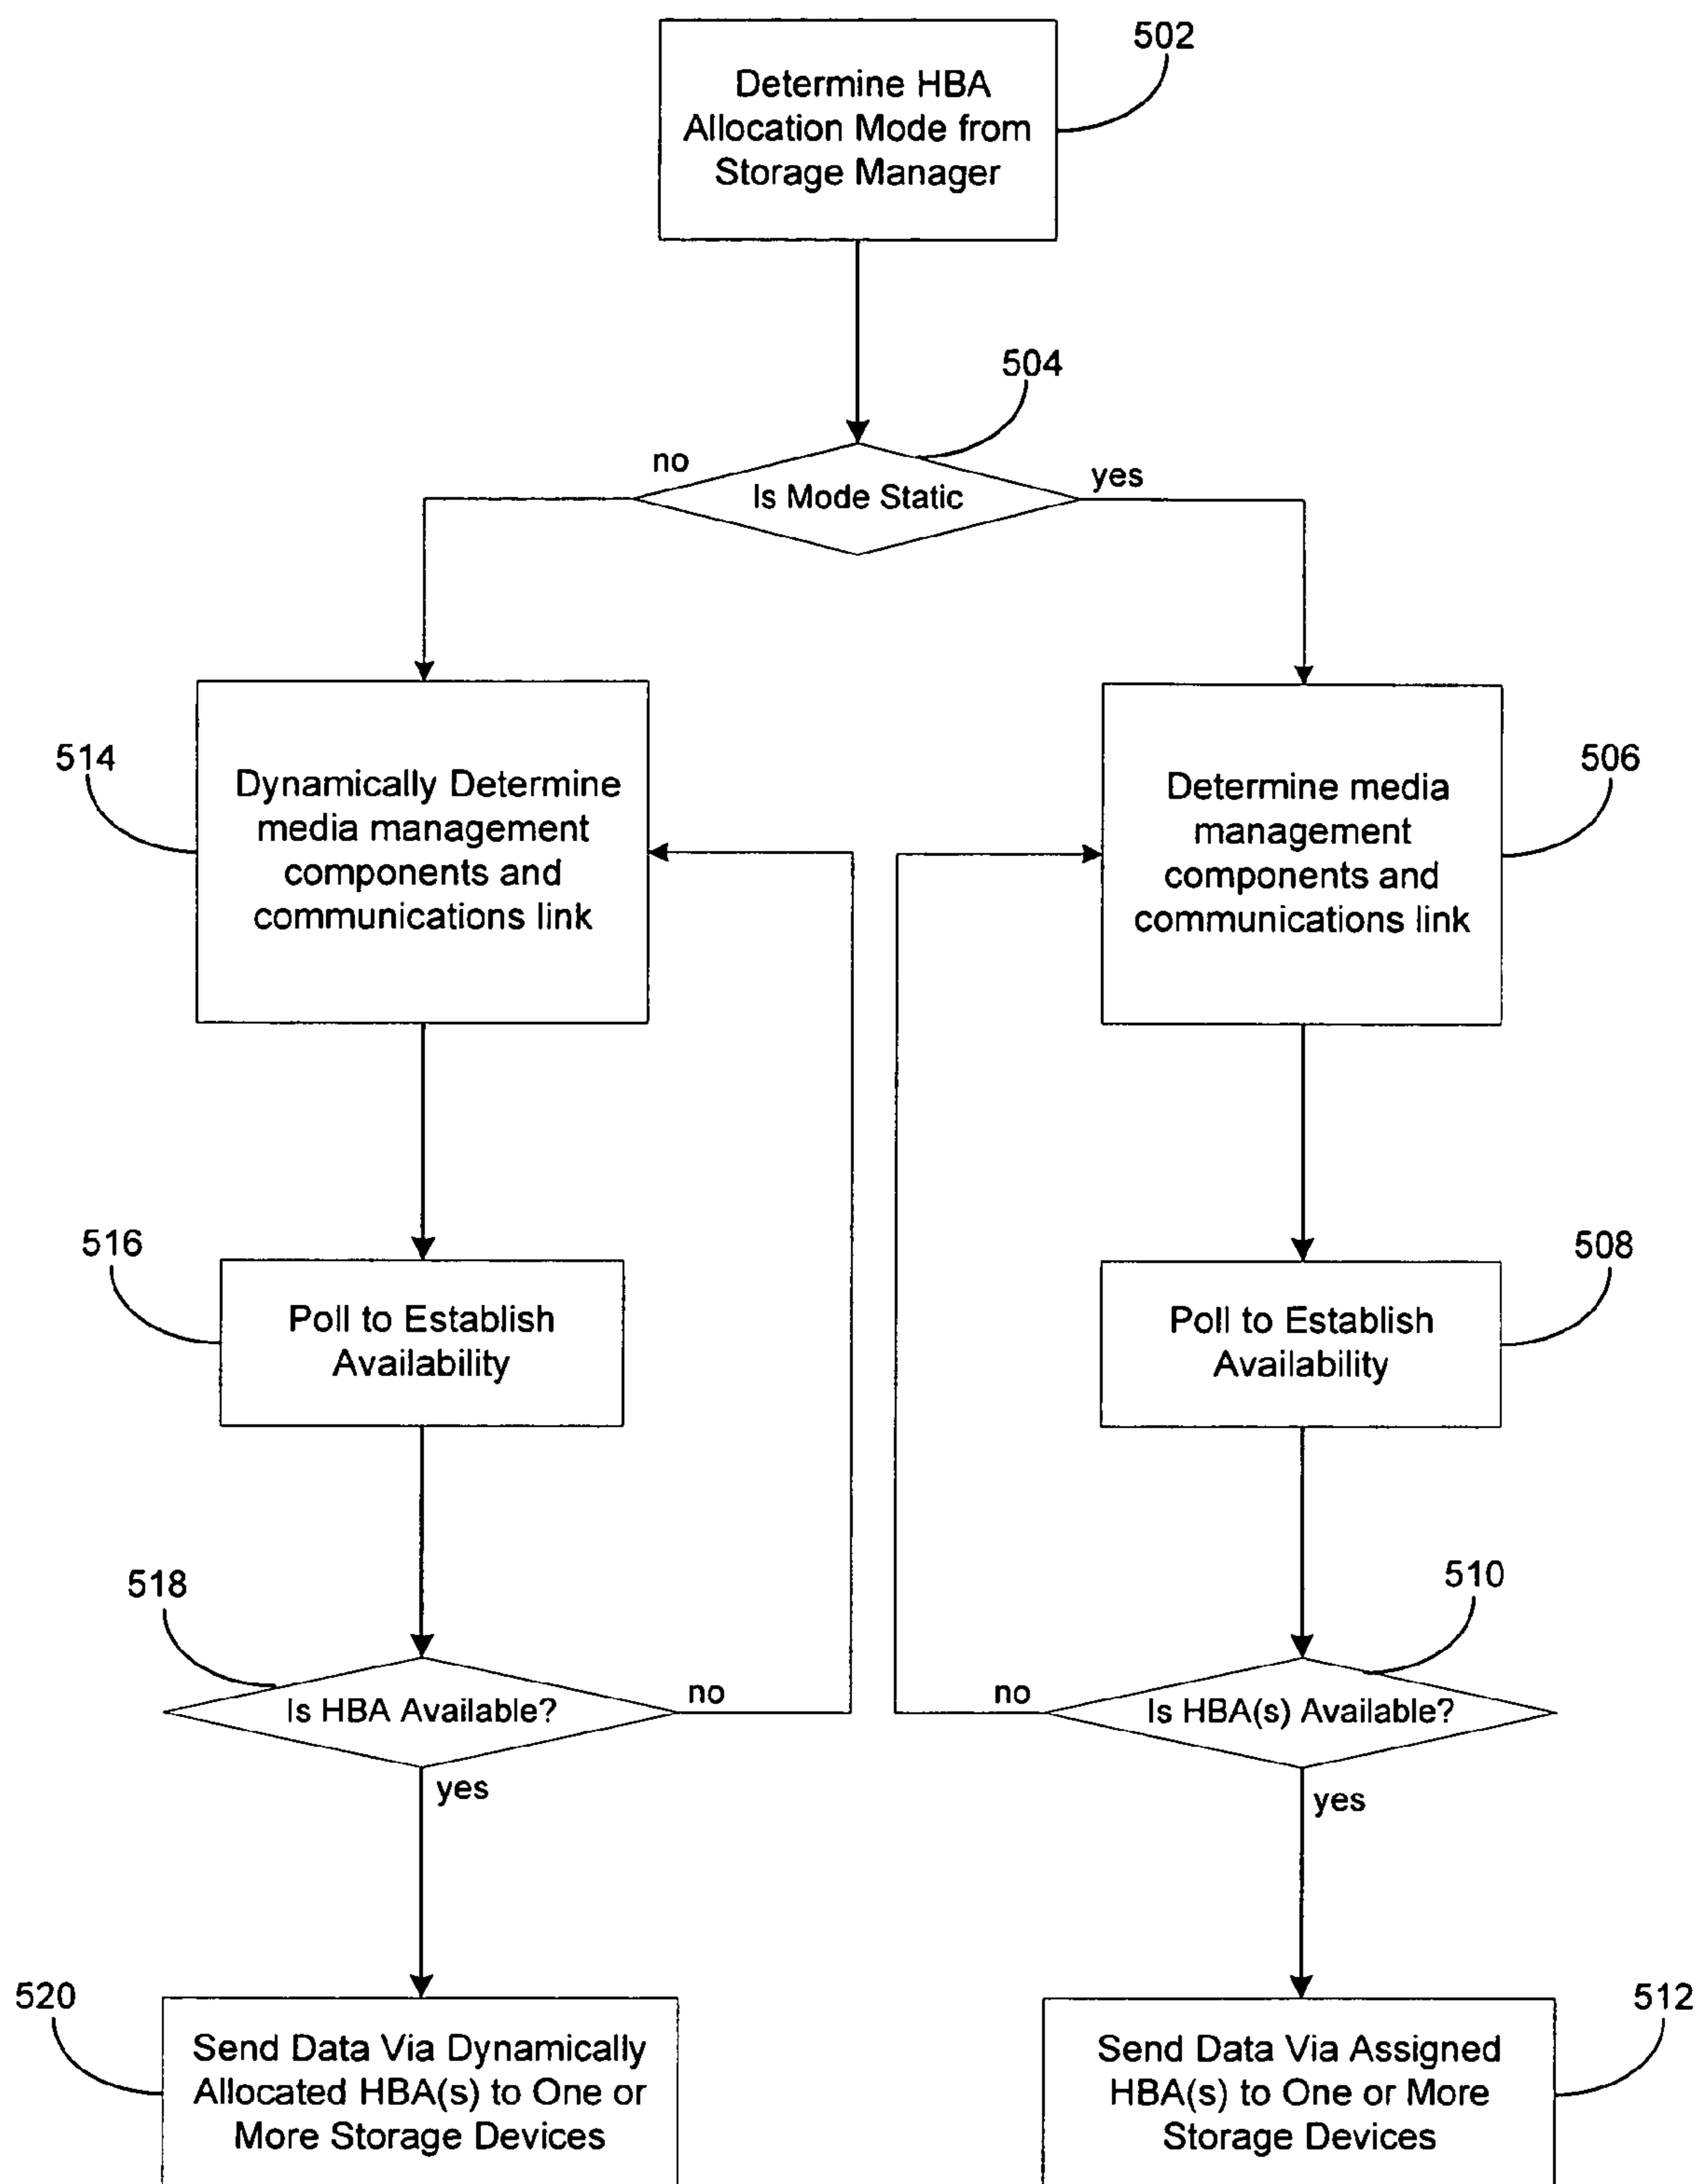 502
Determine HBA
Allocation Mode from
Storage Manager
504
no
yes
Is Mode Static
514
Dynamically Determine
media management
components and
communications link
506
Determine media
management
components and
communications link
516
Poll to Establish
Availability
508
Poll to Establish
Availability
518
Is HBA Available?
no
yes
510
no
Is HBA(s) Available?
yes
520
Send Data Via Dynamically
Allocated HBA(s) to One or
More Storage Devices
512
Send Data Via Assigned
HBA(s) to One or More
Storage Devices